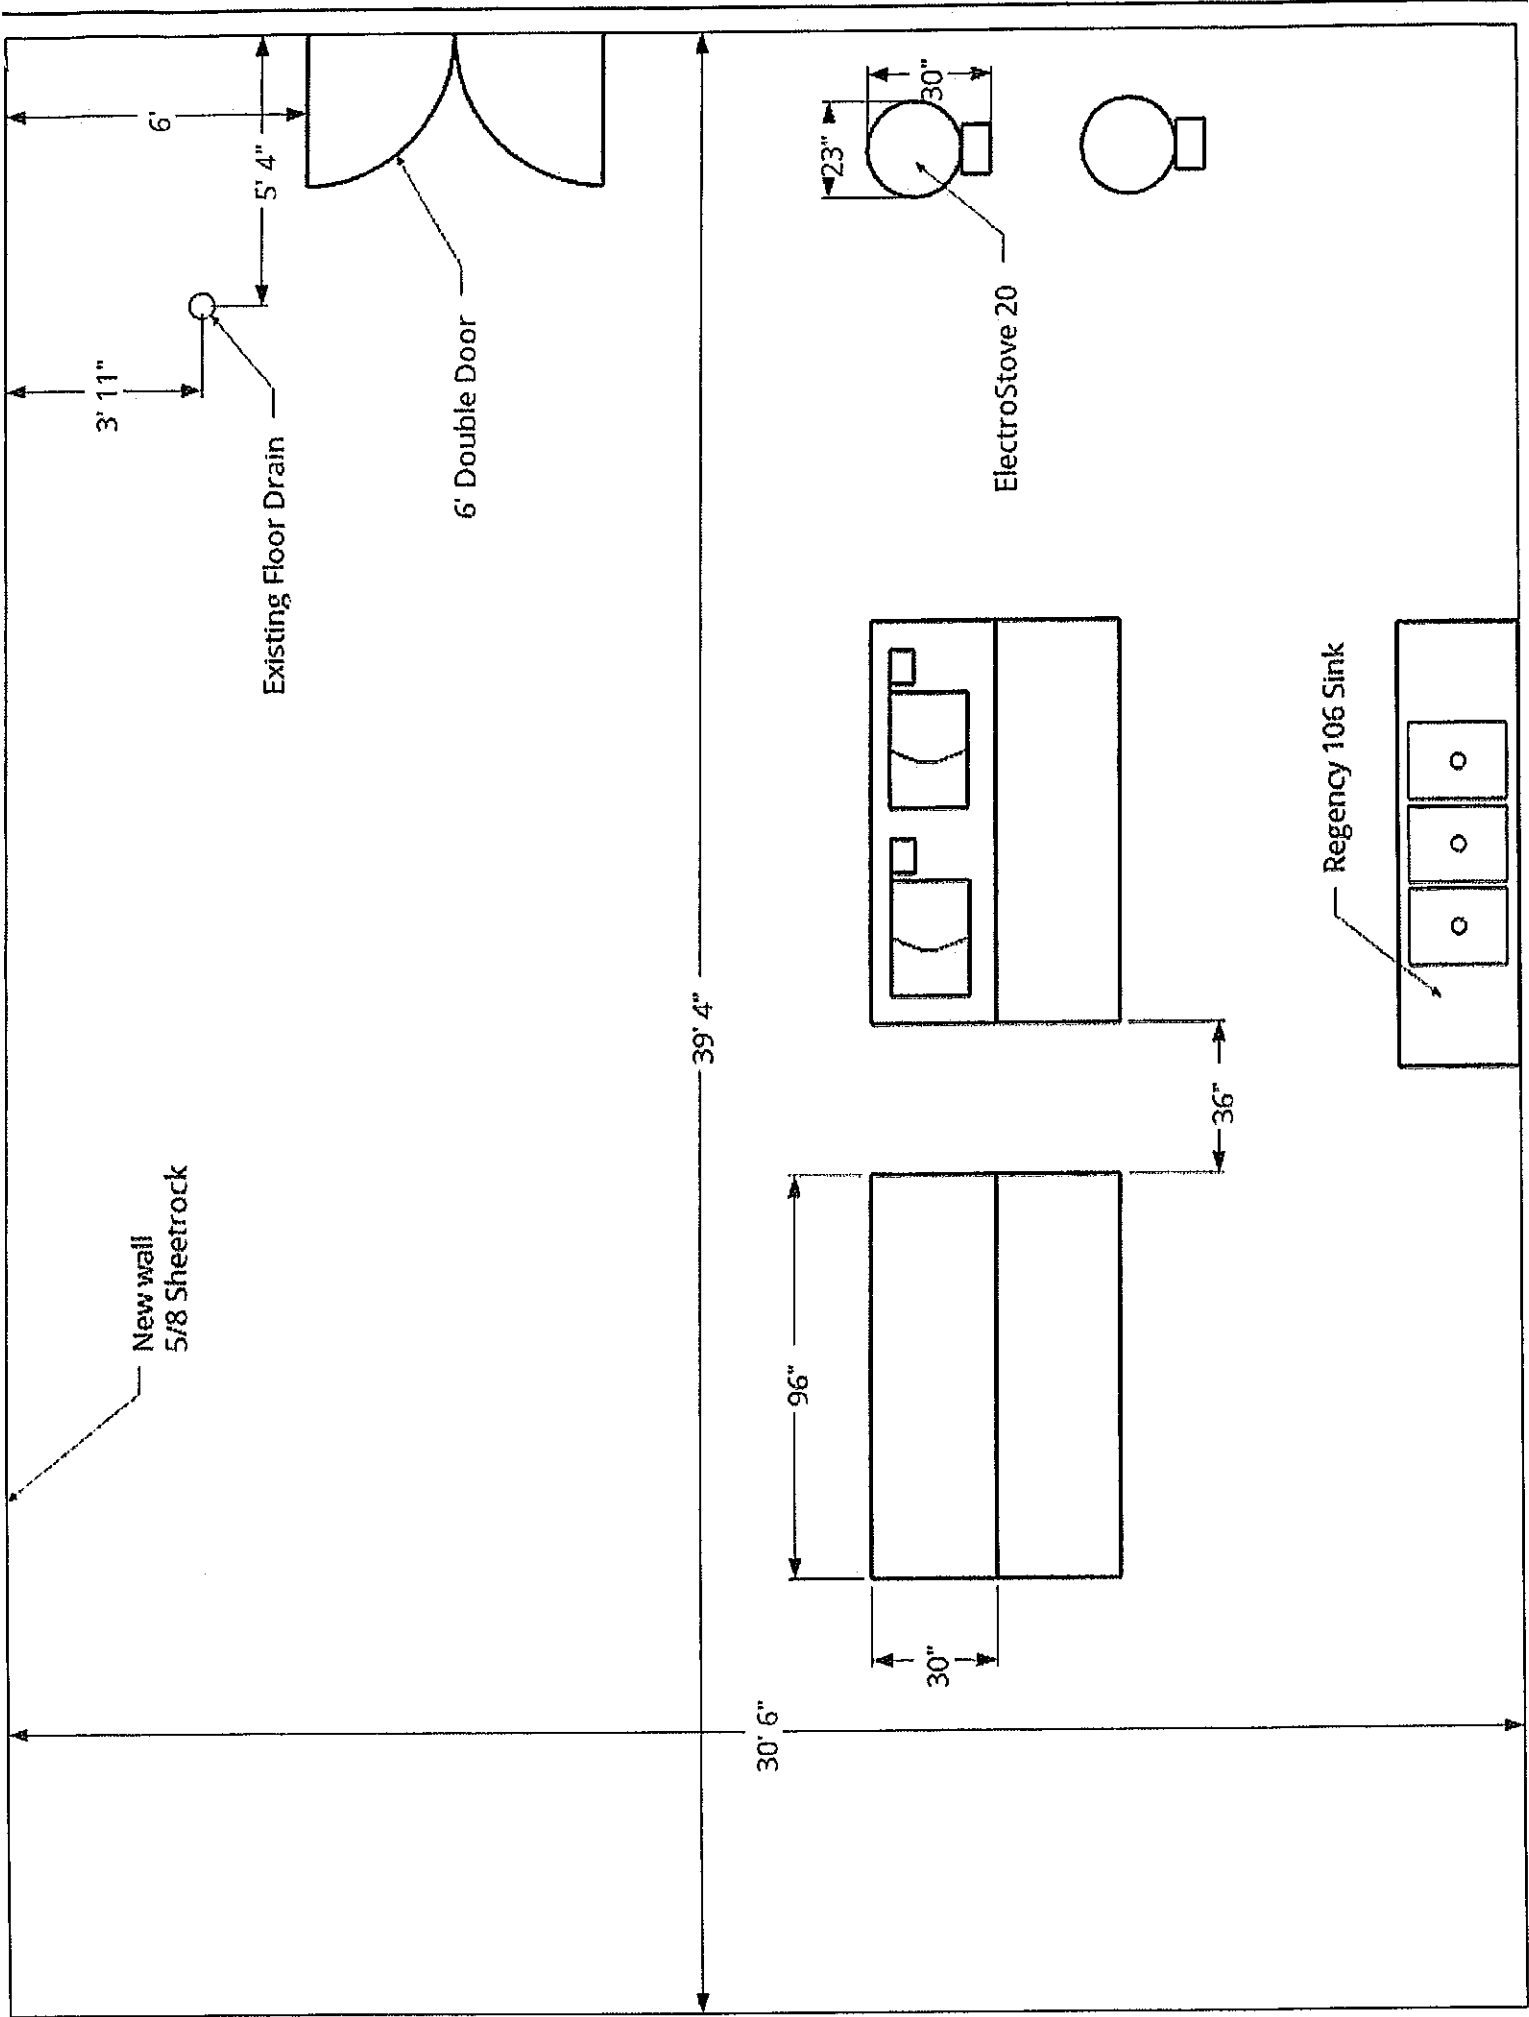 New wall
5/8 Sheetrock
3' 11"
6'
5' 4"
Existing Floor Drain
6' Double Door
39' 4"
30' 6"
96"
30"
36"
23"
30"
ElectroStove 20
Regency 106 Sink